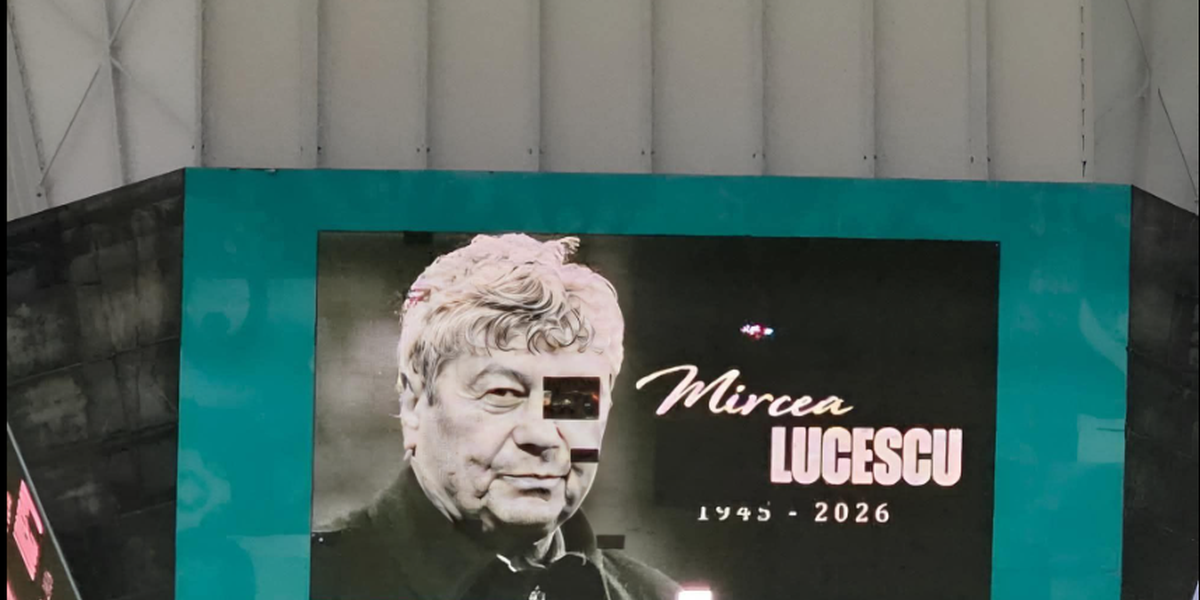 Mircea
LUCESCU
1945 - 2026